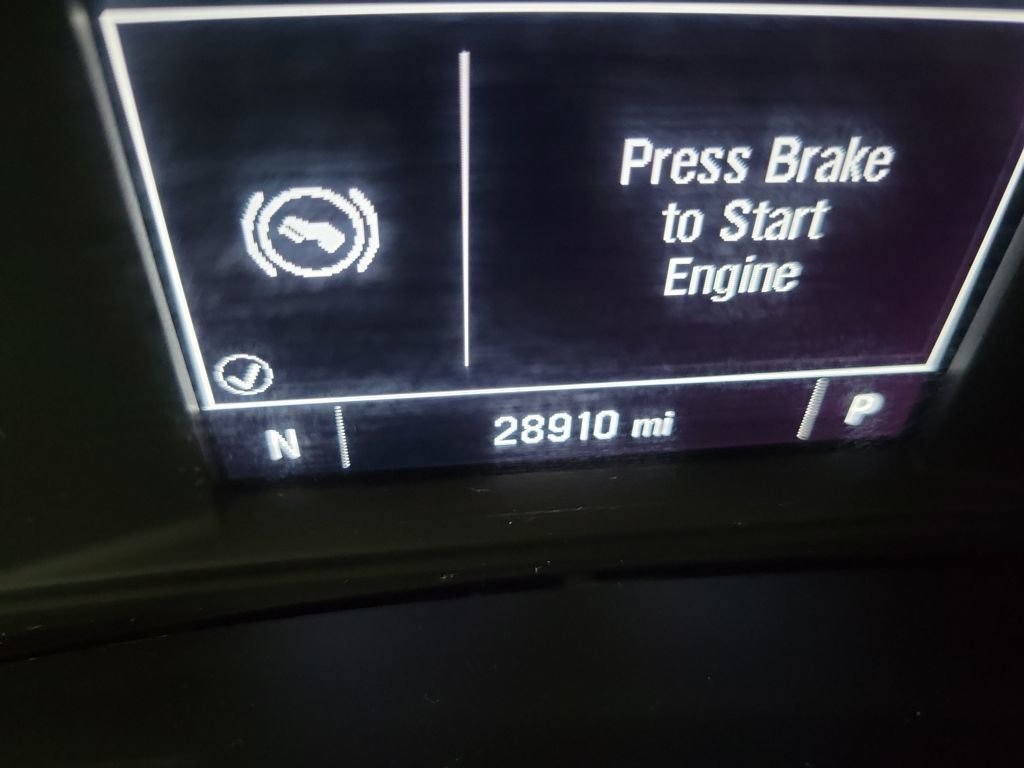 Press Brake
to Start
Engine
N 28910 mi P